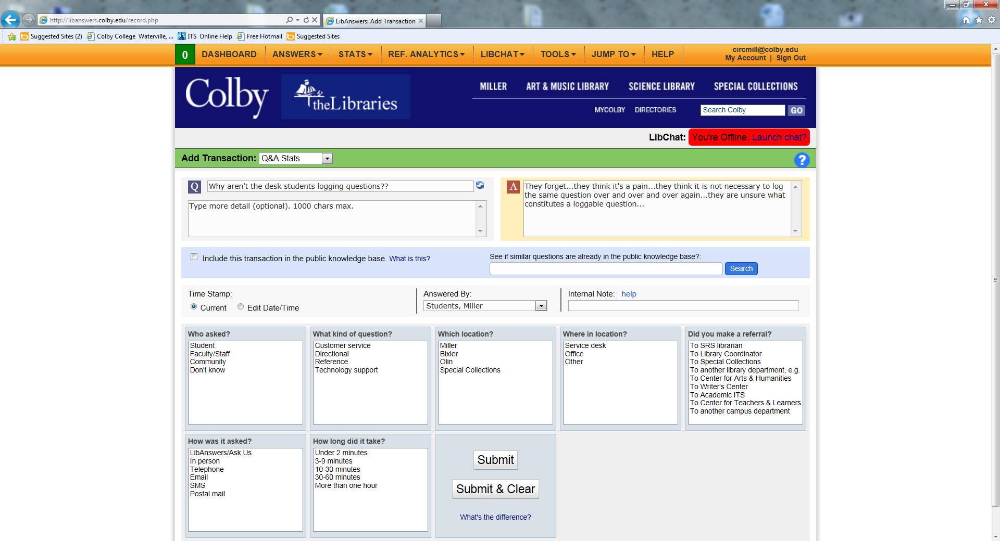 http://libanswers.colby.edu/record.php
LibAnswers: Add Transaction
Suggested Sites (2)
Colby College Waterville, ...
ITS Online Help
Free Hotmail
Suggested Sites
0
DASHBOARD
ANSWERS
STATS
REF. ANALYTICS
LIBCHAT
TOOLS
JUMP TO
HELP
circmill@colby.edu
My Account | Sign Out
Colby
theLibraries
MILLER
ART & MUSIC LIBRARY
SCIENCE LIBRARY
SPECIAL COLLECTIONS
MYCOLBY
DIRECTORIES
Search Colby
GO
LibChat: You're Offline. Launch chat?
Add Transaction: Q&A Stats
?
Q
Why aren't the desk students logging questions??
Type more detail (optional). 1000 chars max.
A
They forget...they think it's a pain...they think it is not necessary to log
the same question over and over and over again...they are unsure what
constitutes a loggable question...
Include this transaction in the public knowledge base. What is this?
See if similar questions are already in the public knowledge base?:
Search
Time Stamp:
Current
Edit Date/Time
Answered By:
Students, Miller
Internal Note: help
Who asked?
Student
Faculty/Staff
Community
Don't know
What kind of question?
Customer service
Directional
Reference
Technology support
Which location?
Miller
Bixler
Olin
Special Collections
Where in location?
Service desk
Office
Other
Did you make a referral?
To SRS librarian
To Library Coordinator
To Special Collections
To another library department, e.g.
To Center for Arts & Humanities
To Writer's Center
To Academic ITS
To Center for Teachers & Learners
To another campus department
How was it asked?
LibAnswers/Ask Us
In person
Telephone
Email
SMS
Postal mail
How long did it take?
Under 2 minutes
3-9 minutes
10-30 minutes
30-60 minutes
More than one hour
Submit
Submit & Clear
What's the difference?